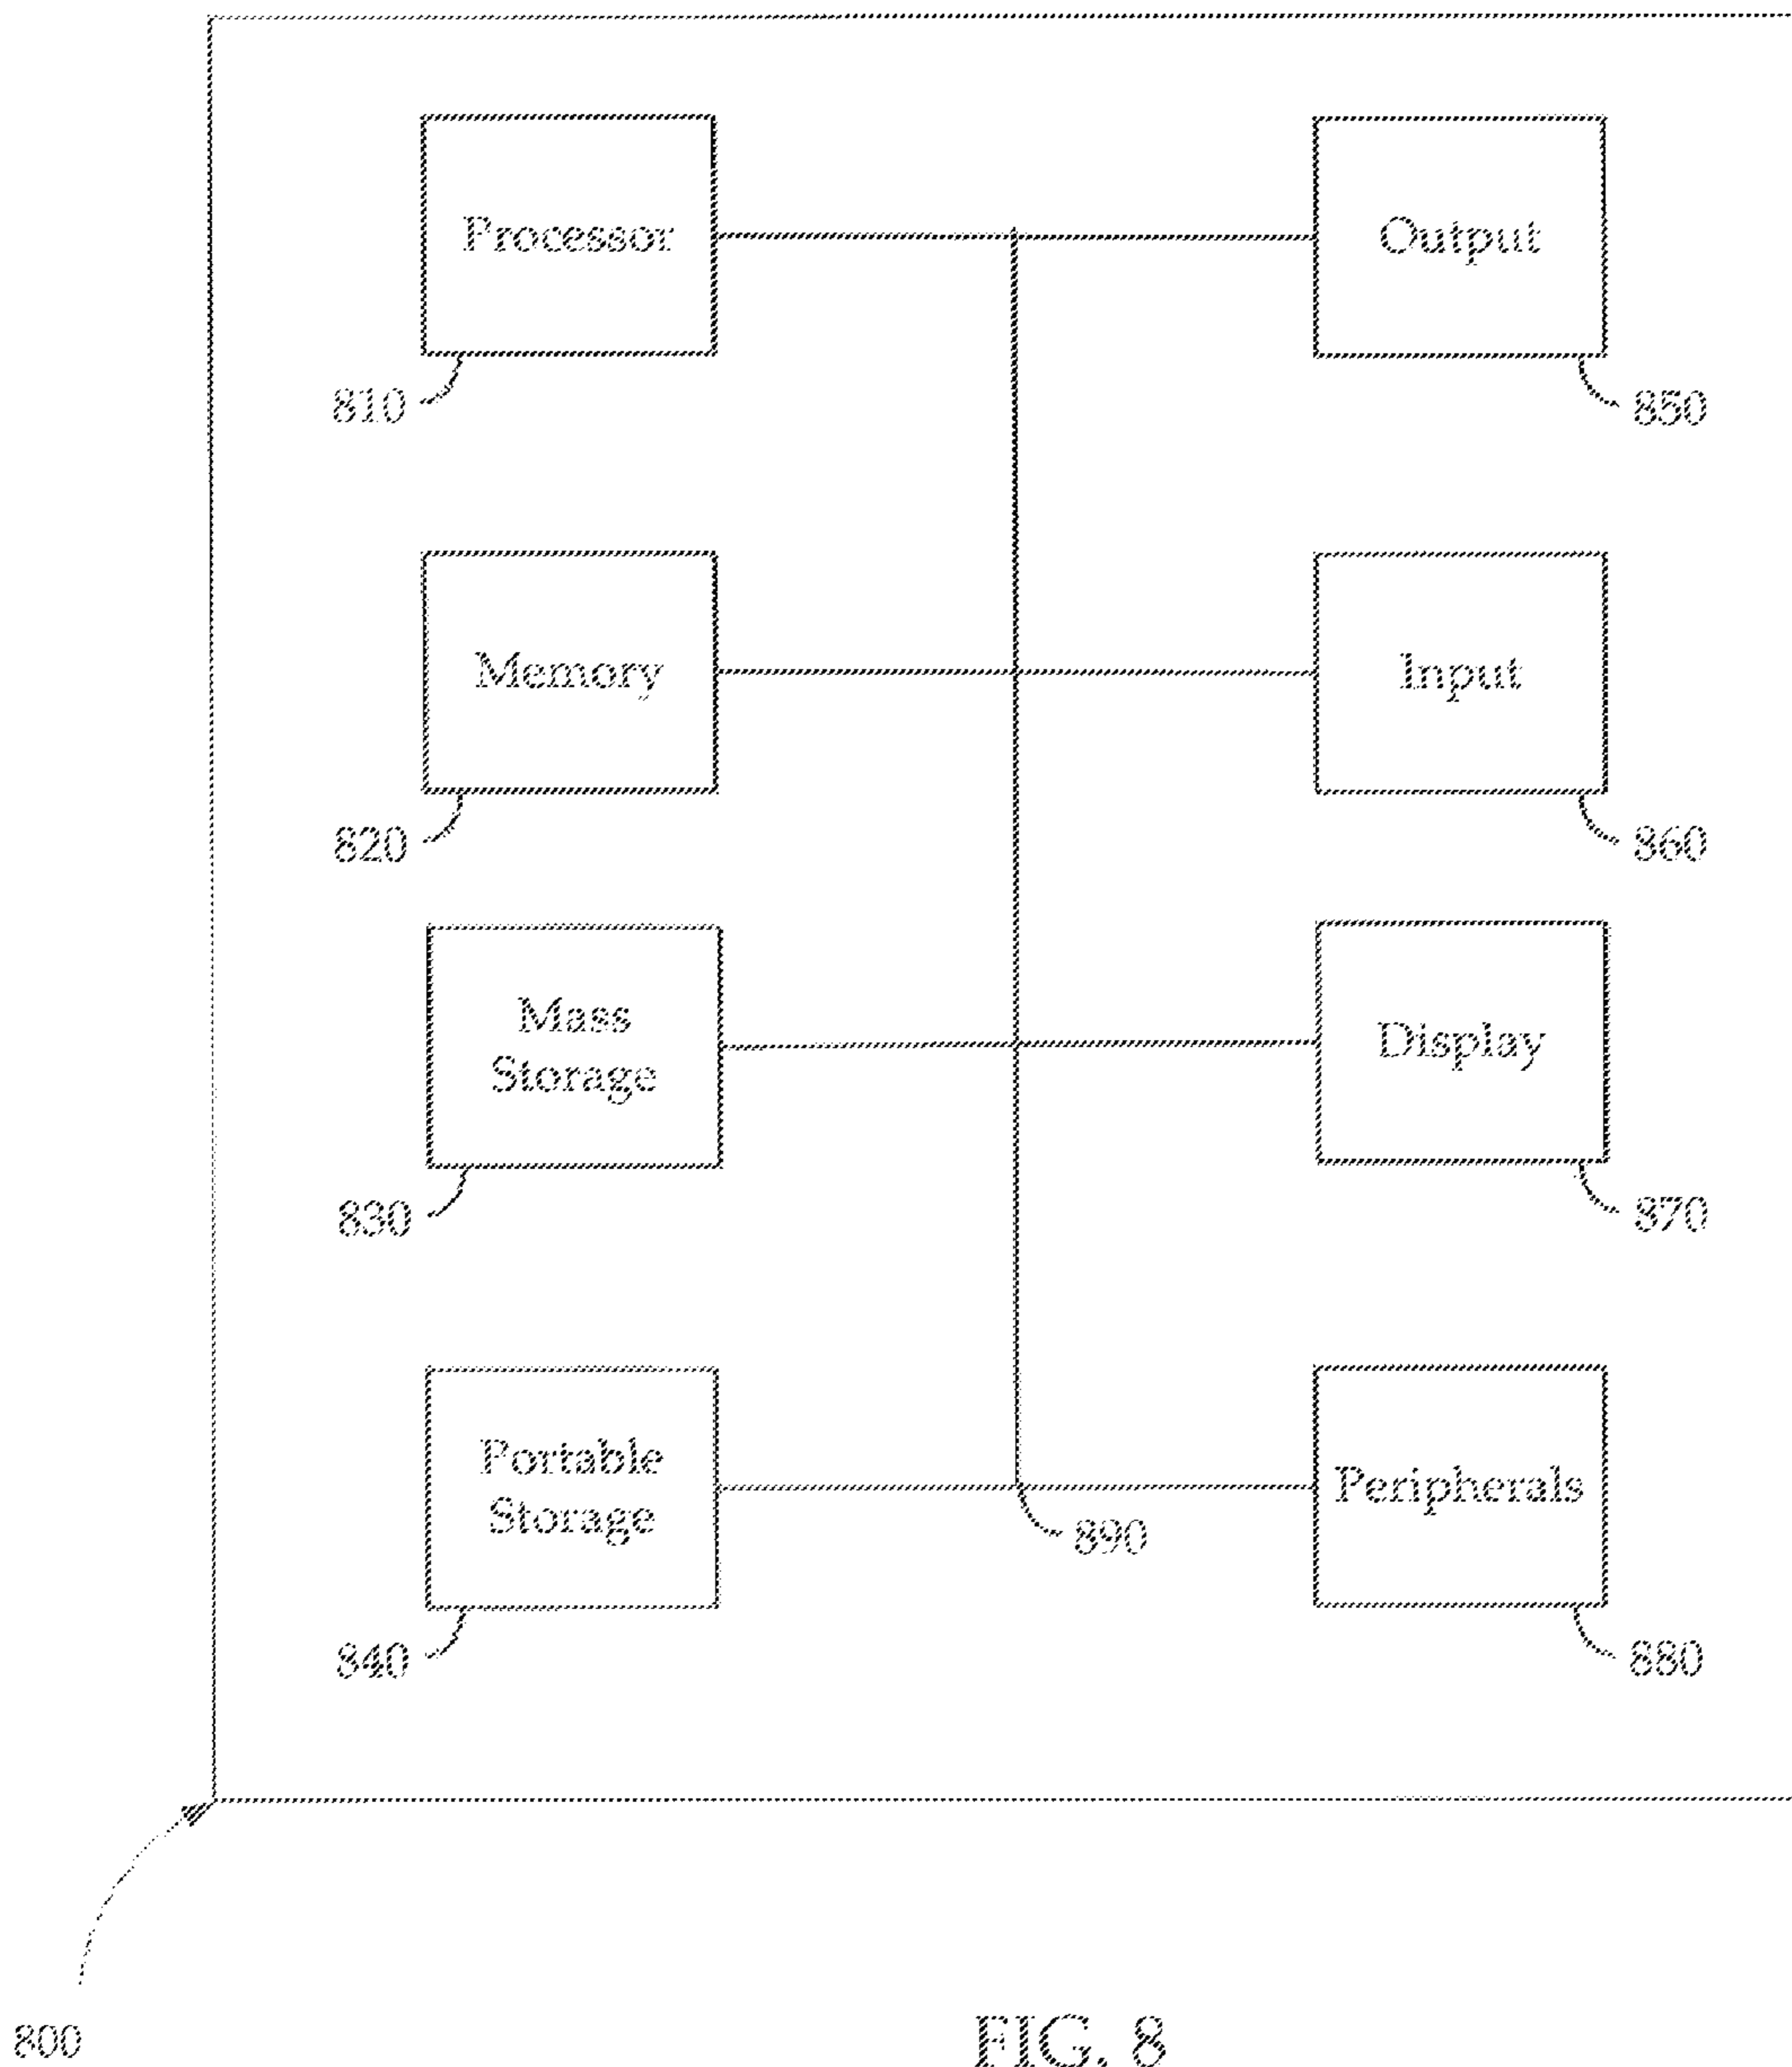 Processor
Output
810
850
Memory
Input
820
860
Mass
Storage
Display
830
870
Portable
Storage
Peripherals
890
840
880
800
FIG. 8